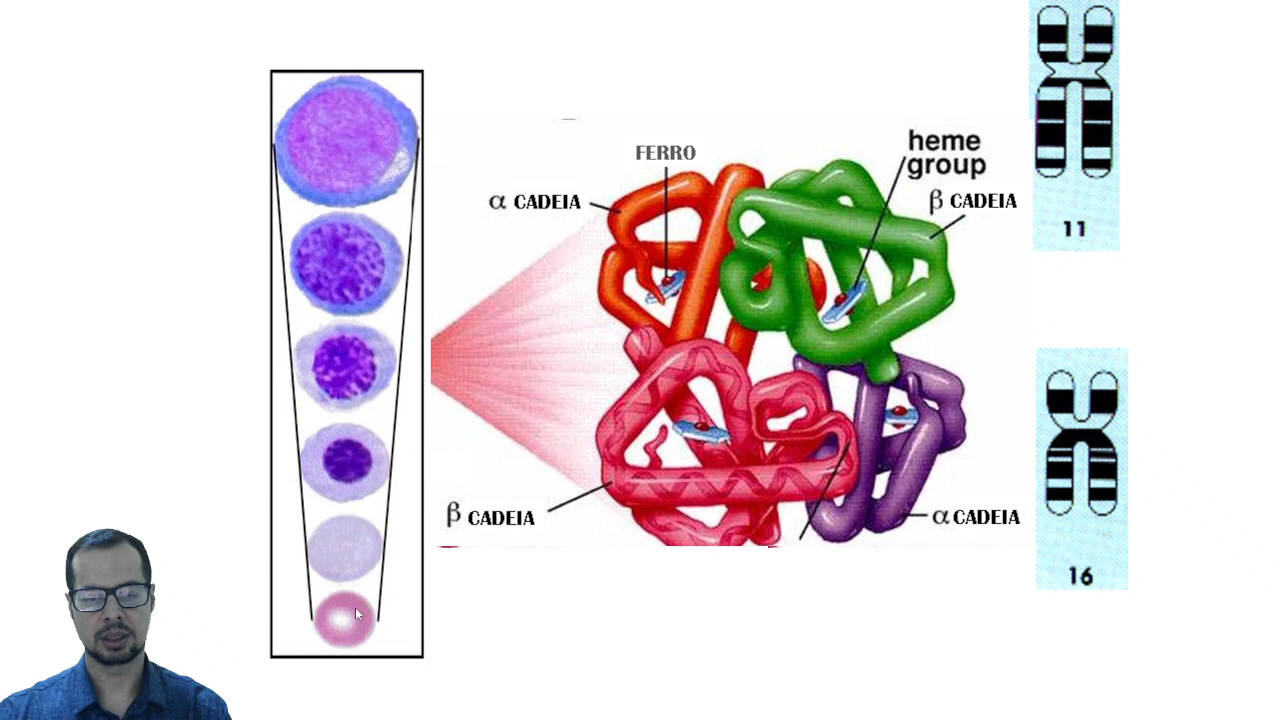 FERRO
heme
group
α CADEIA
β CADEIA
β CADEIA
α CADEIA
11
16